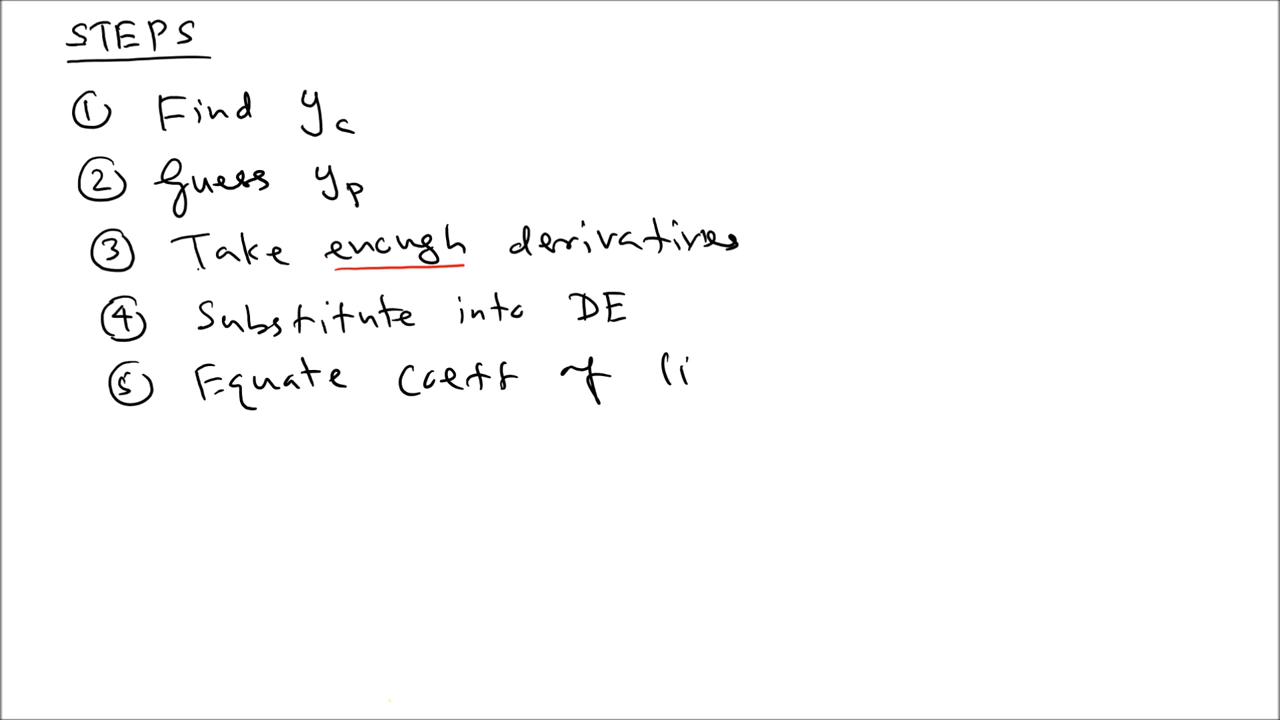 STEPS
① Find yc
② Guess yp
③ Take enough derivatives
④ Substitute into DE
⑤ Equate coeff of li